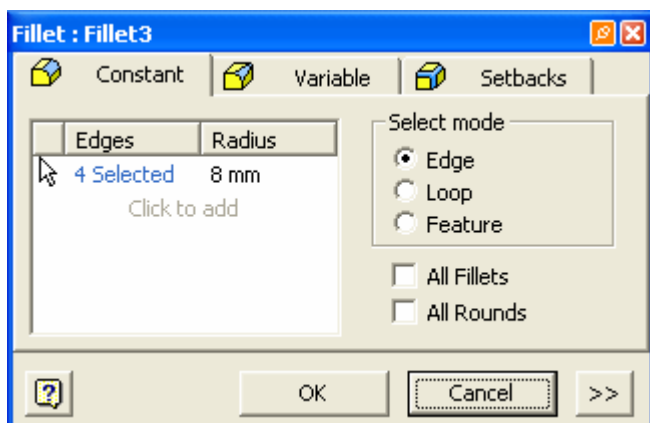 Fillet : Fillet3
Constant
Variable
Setbacks
Edges Radius
4 Selected 8 mm
Click to add
Select mode
Edge
Loop
Feature
All Fillets
All Rounds
?
OK
Cancel
>>